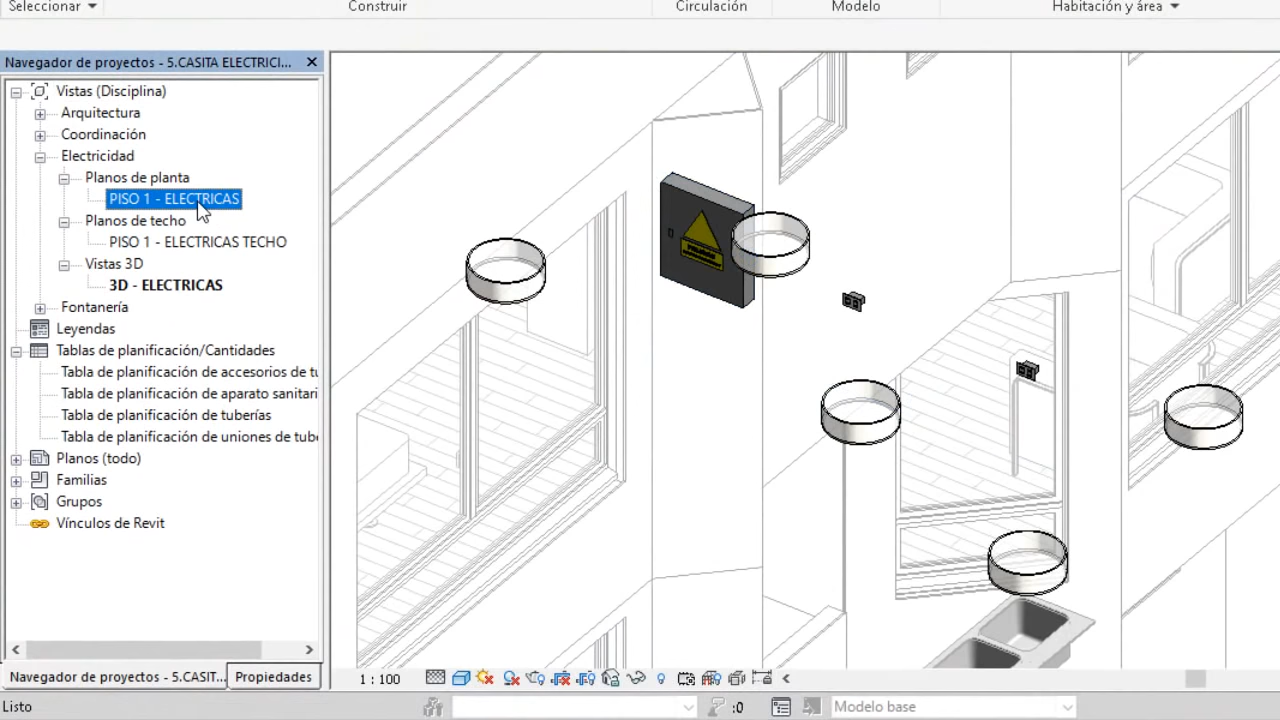 Seleccionar
Construir
Circulación
Modelo
Habitación y área
Navegador de proyectos - 5.CASITA ELECTRICI...
Vistas (Disciplina)
Arquitectura
Coordinación
Electricidad
Planos de planta
PISO 1 - ELECTRICAS
Planos de techo
PISO 1 - ELECTRICAS TECHO
Vistas 3D
3D - ELECTRICAS
Fontanería
Leyendas
Tablas de planificación/Cantidades
Tabla de planificación de accesorios de tu
Tabla de planificación de aparato sanitari
Tabla de planificación de tuberías
Tabla de planificación de uniones de tube
Planos (todo)
Familias
Grupos
Vínculos de Revit
Navegador de proyectos - 5.CASIT...
Propiedades
1 : 100
Listo
:0
Modelo base